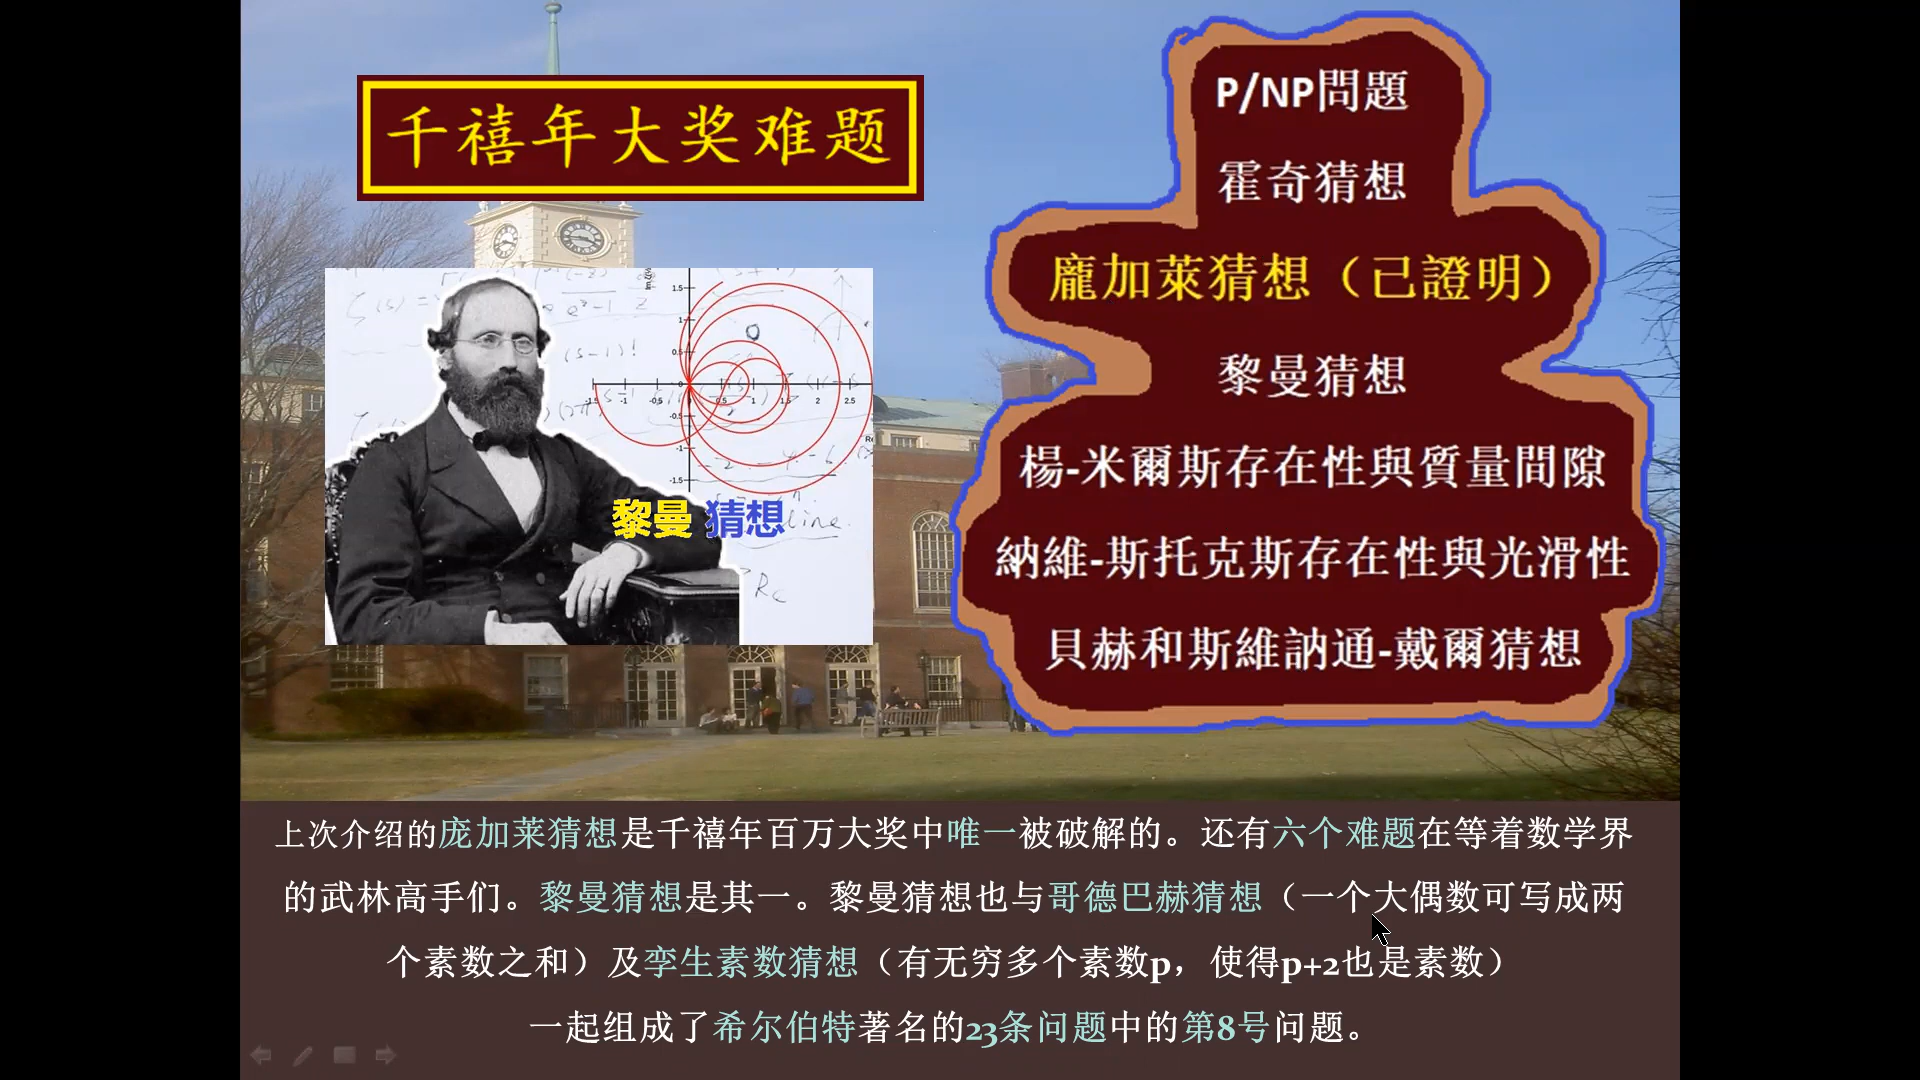 千禧年大奖难题
P/NP問題
霍奇猜想
龐加萊猜想（已證明）
黎曼猜想
楊-米爾斯存在性與質量間隙
納維-斯托克斯存在性與光滑性
貝赫和斯維訥通-戴爾猜想
黎曼 猜想
上次介绍的庞加莱猜想是千禧年百万大奖中唯一被破解的。还有六个难题在等着数学界
的武林高手们。黎曼猜想是其一。黎曼猜想也与哥德巴赫猜想（一个大偶数可写成两
个素数之和）及孪生素数猜想（有无穷多个素数p，使得p+2也是素数）
一起组成了希尔伯特著名的23条问题中的第8号问题。